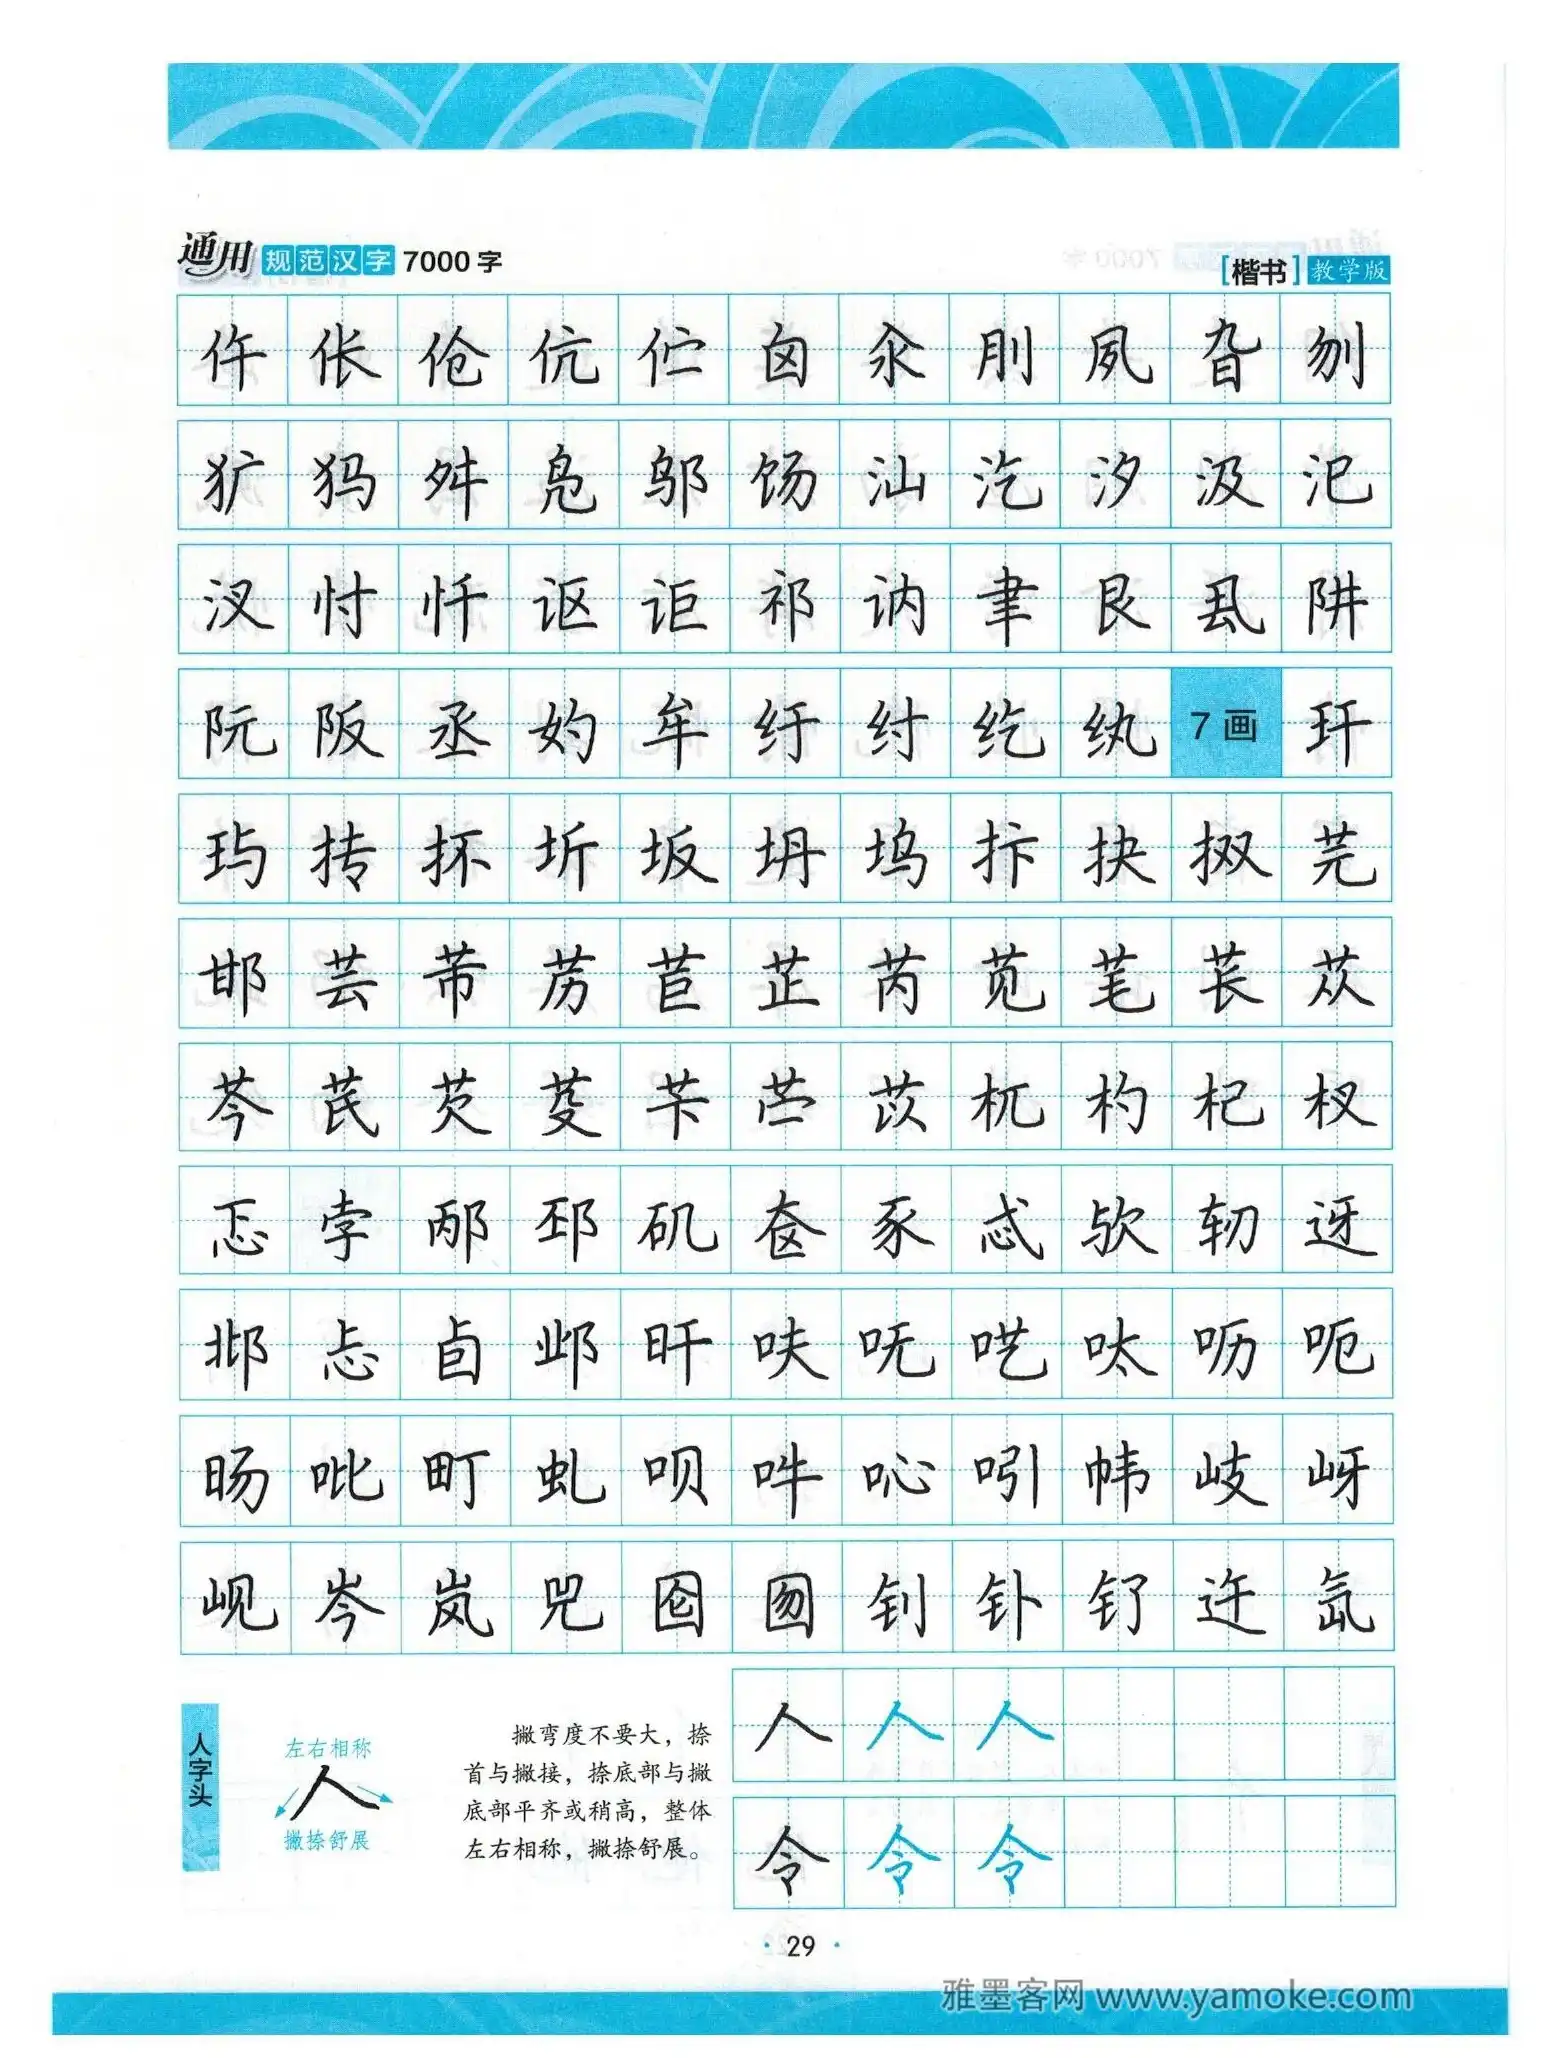 通用规范汉字7000字
[楷书]教学版
仵伥伧伉伫囟汆刖夙旮刎
犷犸舛凫邬饧汕汔汐汲汜
汊忖忏讴讵祁讷聿艮厾阱
阮阪丞妁牟纡纣纥纨7画玕
玙抟抔圻坂坍坞抃抉㧐芫
邯芸芾苈苣芷芮苋芼苌苁
芩芪芡芟苄苎苡杌杓杞杈
忑孛邴邳矶奁豕忒欤轫迓
邶忐卣邺旰呋呒呓呔呖呃
旸吡町虬呗吽吣吲帏岐岈
岘岑岚兕囵囫钊钋钌迕氙
人字头
左右相称
人
撇捺舒展
撇弯度不要大，捺
首与撇接，捺底部与撇
底部平齐或稍高，整体
左右相称，撇捺舒展。
人人人
令令令
· 29 ·
雅墨客网 www.yamoke.com